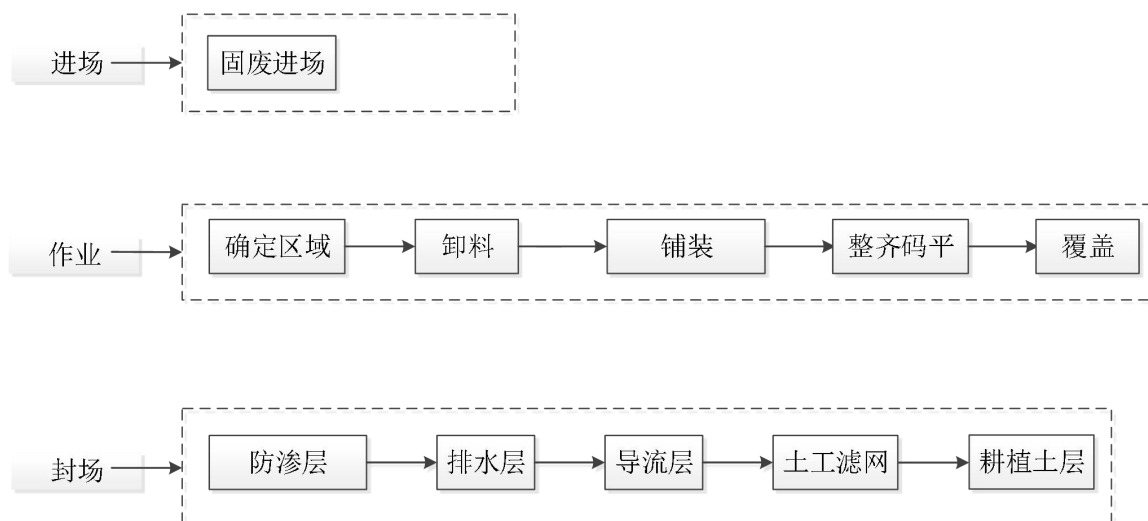 进场 固废进场
作业 确定区域 卸料 铺装 整齐码平 覆盖
封场 防渗层 排水层 导流层 土工滤网 耕植土层